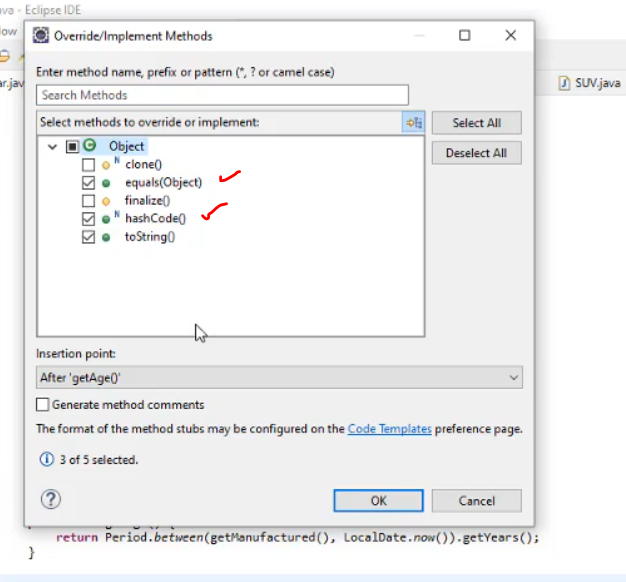 ava - Eclipse IDE
ow
Override/Implement Methods
ar.jav
SUV.java
Enter method name, prefix or pattern (*, ? or camel case)
Search Methods
Select methods to override or implement:
Select All
Deselect All
Object
N clone()
equals(Object)
finalize()
N hashCode()
toString()
Insertion point:
After 'getAge()'
Generate method comments
The format of the method stubs may be configured on the Code Templates preference page.
3 of 5 selected.
OK
Cancel
return Period.between(getManufactured(), LocalDate.now()).getYears();
}